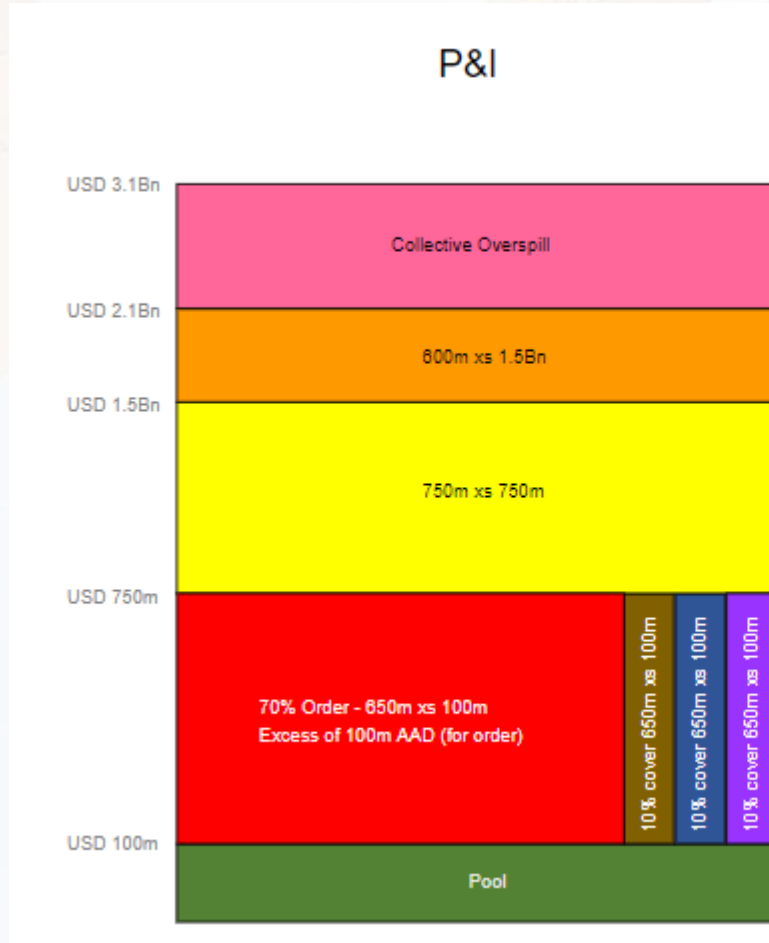 P&I
USD 3.1Bn
Collective Overspill
USD 2.1Bn
600m xs 1.5Bn
USD 1.5Bn
750m xs 750m
USD 750m
70% Order - 650m xs 100m
Excess of 100m AAD (for order)
10% cover 650m xs 100m
10% cover 650m xs 100m
10% cover 650m xs 100m
USD 100m
Pool